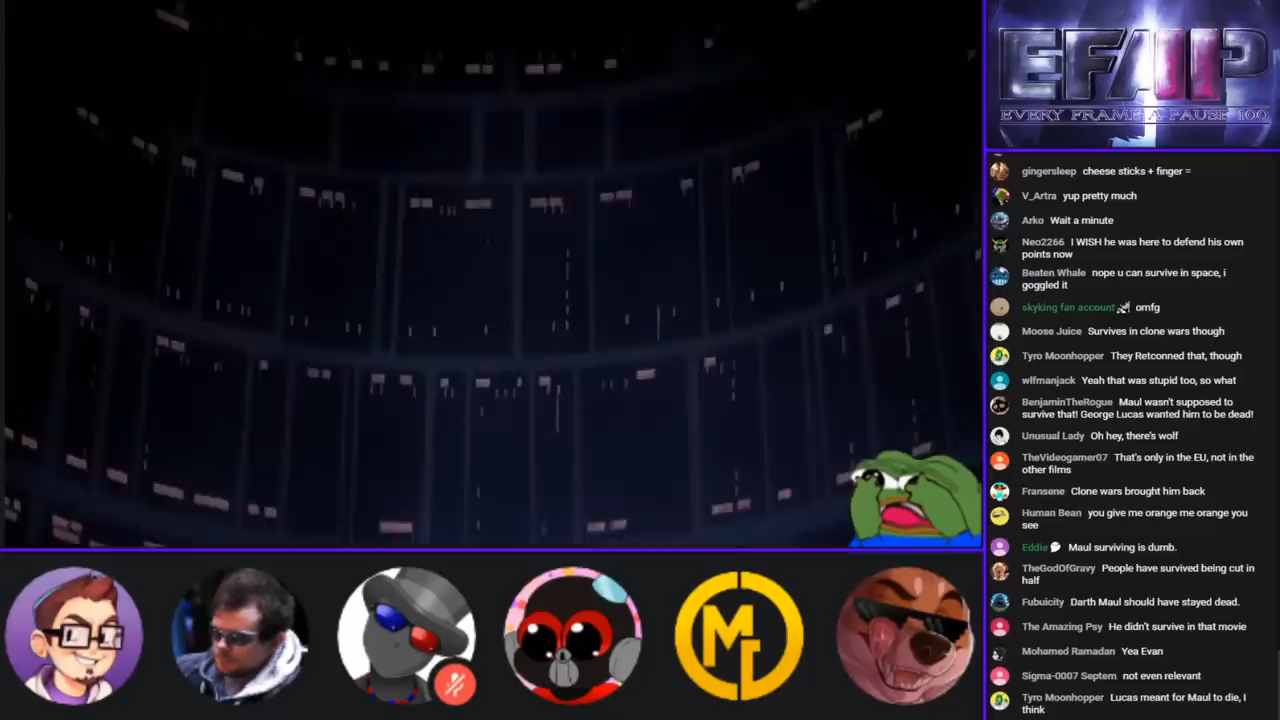 EFAP
EVERY FRAME A PAUSE 100
gingersleep cheese sticks + finger =
V_Artra yup pretty much
Arko Wait a minute
Neo2266 I WISH he was here to defend his own
points now
Beaten Whale nope u can survive in space, i
goggled it
skyking fan account omfg
Moose Juice Survives in clone wars though
Tyro Moonhopper They Retconned that, though
wlfmanjack Yeah that was stupid too, so what
BenjaminTheRogue Maul wasn't supposed to
survive that! George Lucas wanted him to be dead!
Unusual Lady Oh hey, there's wolf
TheVideogamer07 That's only in the EU, not in the
other films
Fransene Clone wars brought him back
Human Bean you give me orange me orange you
see
Eddie Maul surviving is dumb.
TheGodOfGravy People have survived being cut in
half
Fubuicity Darth Maul should have stayed dead.
The Amazing Psy He didn't survive in that movie
Mohamed Ramadan Yea Evan
Sigma-0007 Septem not even relevant
Tyro Moonhopper Lucas meant for Maul to die, I
think